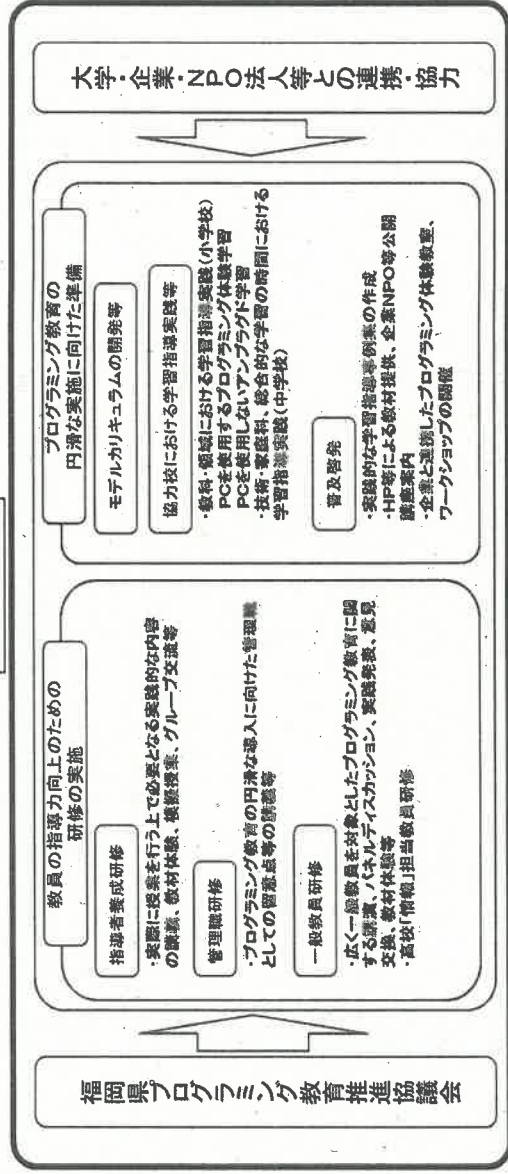 福岡県プログラミング教育推進協議会
教員の指導力向上のための
研修の実施
指導者養成研修
・実際に授業を行う上で必要となる実践的な内容
の講義、教材体験、模擬授業、グループ交流等
管理職研修
・プログラミング教育の円滑な導入に向けた管理職
としての留意点等の講義等
一般教員研修
・広く一般教員を対象としたプログラミング教育に関
する講演、パネルディスカッション、実践発表、意見
交換、教材体験等
・高校「情報」担当教員研修
プログラミング教育の
円滑な実施に向けた準備
モデルカリキュラムの開発等
協力校における学習指導実践等
・教科・領域における学習指導実践(小学校)
PCを使用するプログラミング体験学習
PCを使用しないアンプラグド学習
・技術・家庭科、総合的な学習の時間における
学習指導実践(中学校)
普及啓発
・実践的な学習指導事例集の作成
・HP等による教材提供、企業NPO等公開
講座案内
・企業と連携したプログラミング体験教室、
ワークショップの開催
大学・企業・NPO法人等との連携・協力